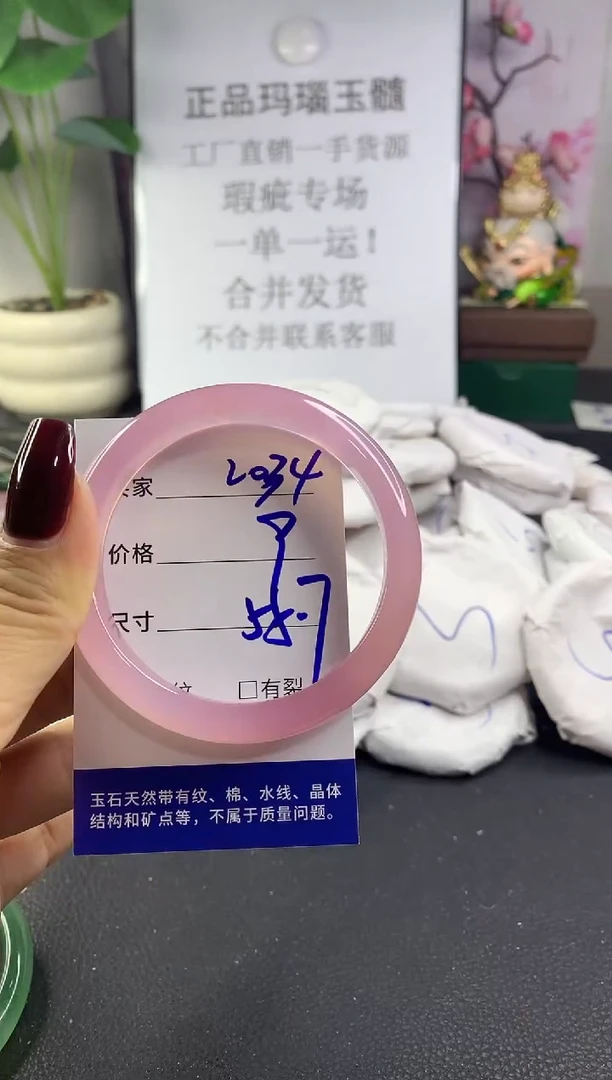 正品玛瑙玉髓
工厂直销一手货源
瑕疵专场
一单一运！
合并发货
不合并联系客服
家 2034
价格
尺寸 58.7
纹 □有裂
玉石天然带有纹、棉、水线、晶体
结构和矿点等，不属于质量问题。